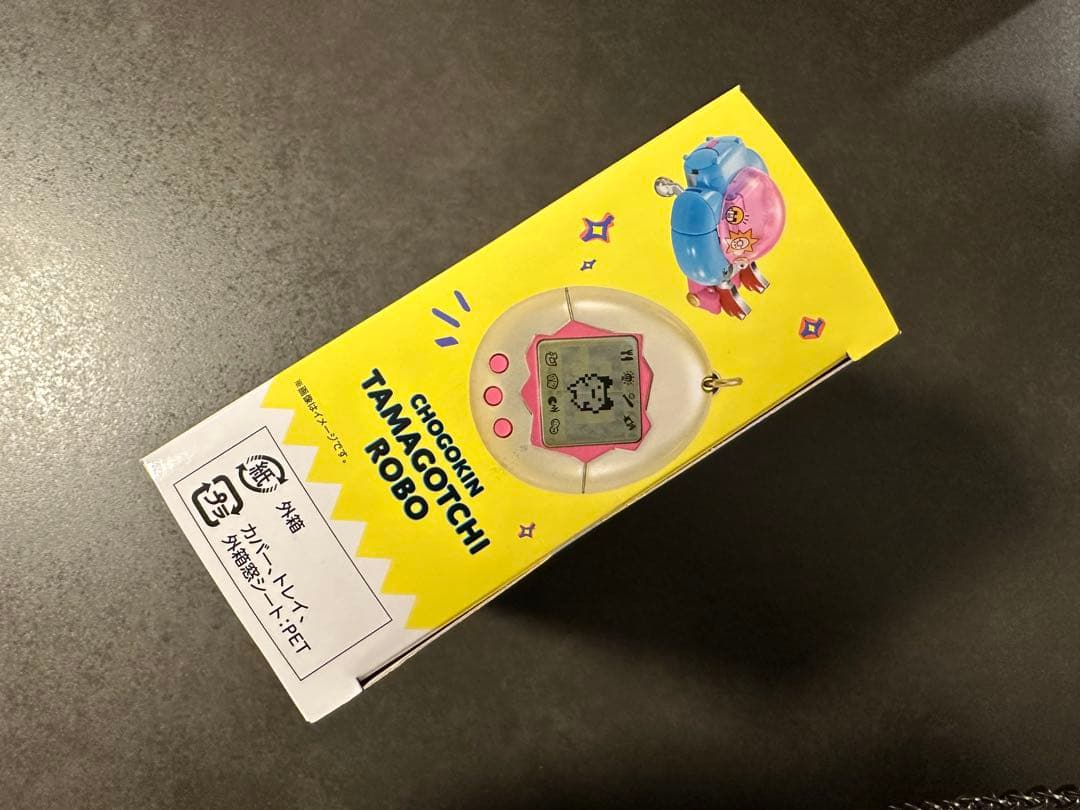 CHOGOKIN
TAMAGOTCHI
ROBO
※画像はイメージです。
紙
外箱
プラ
カバー、トレイ、
外箱窓シート:PET